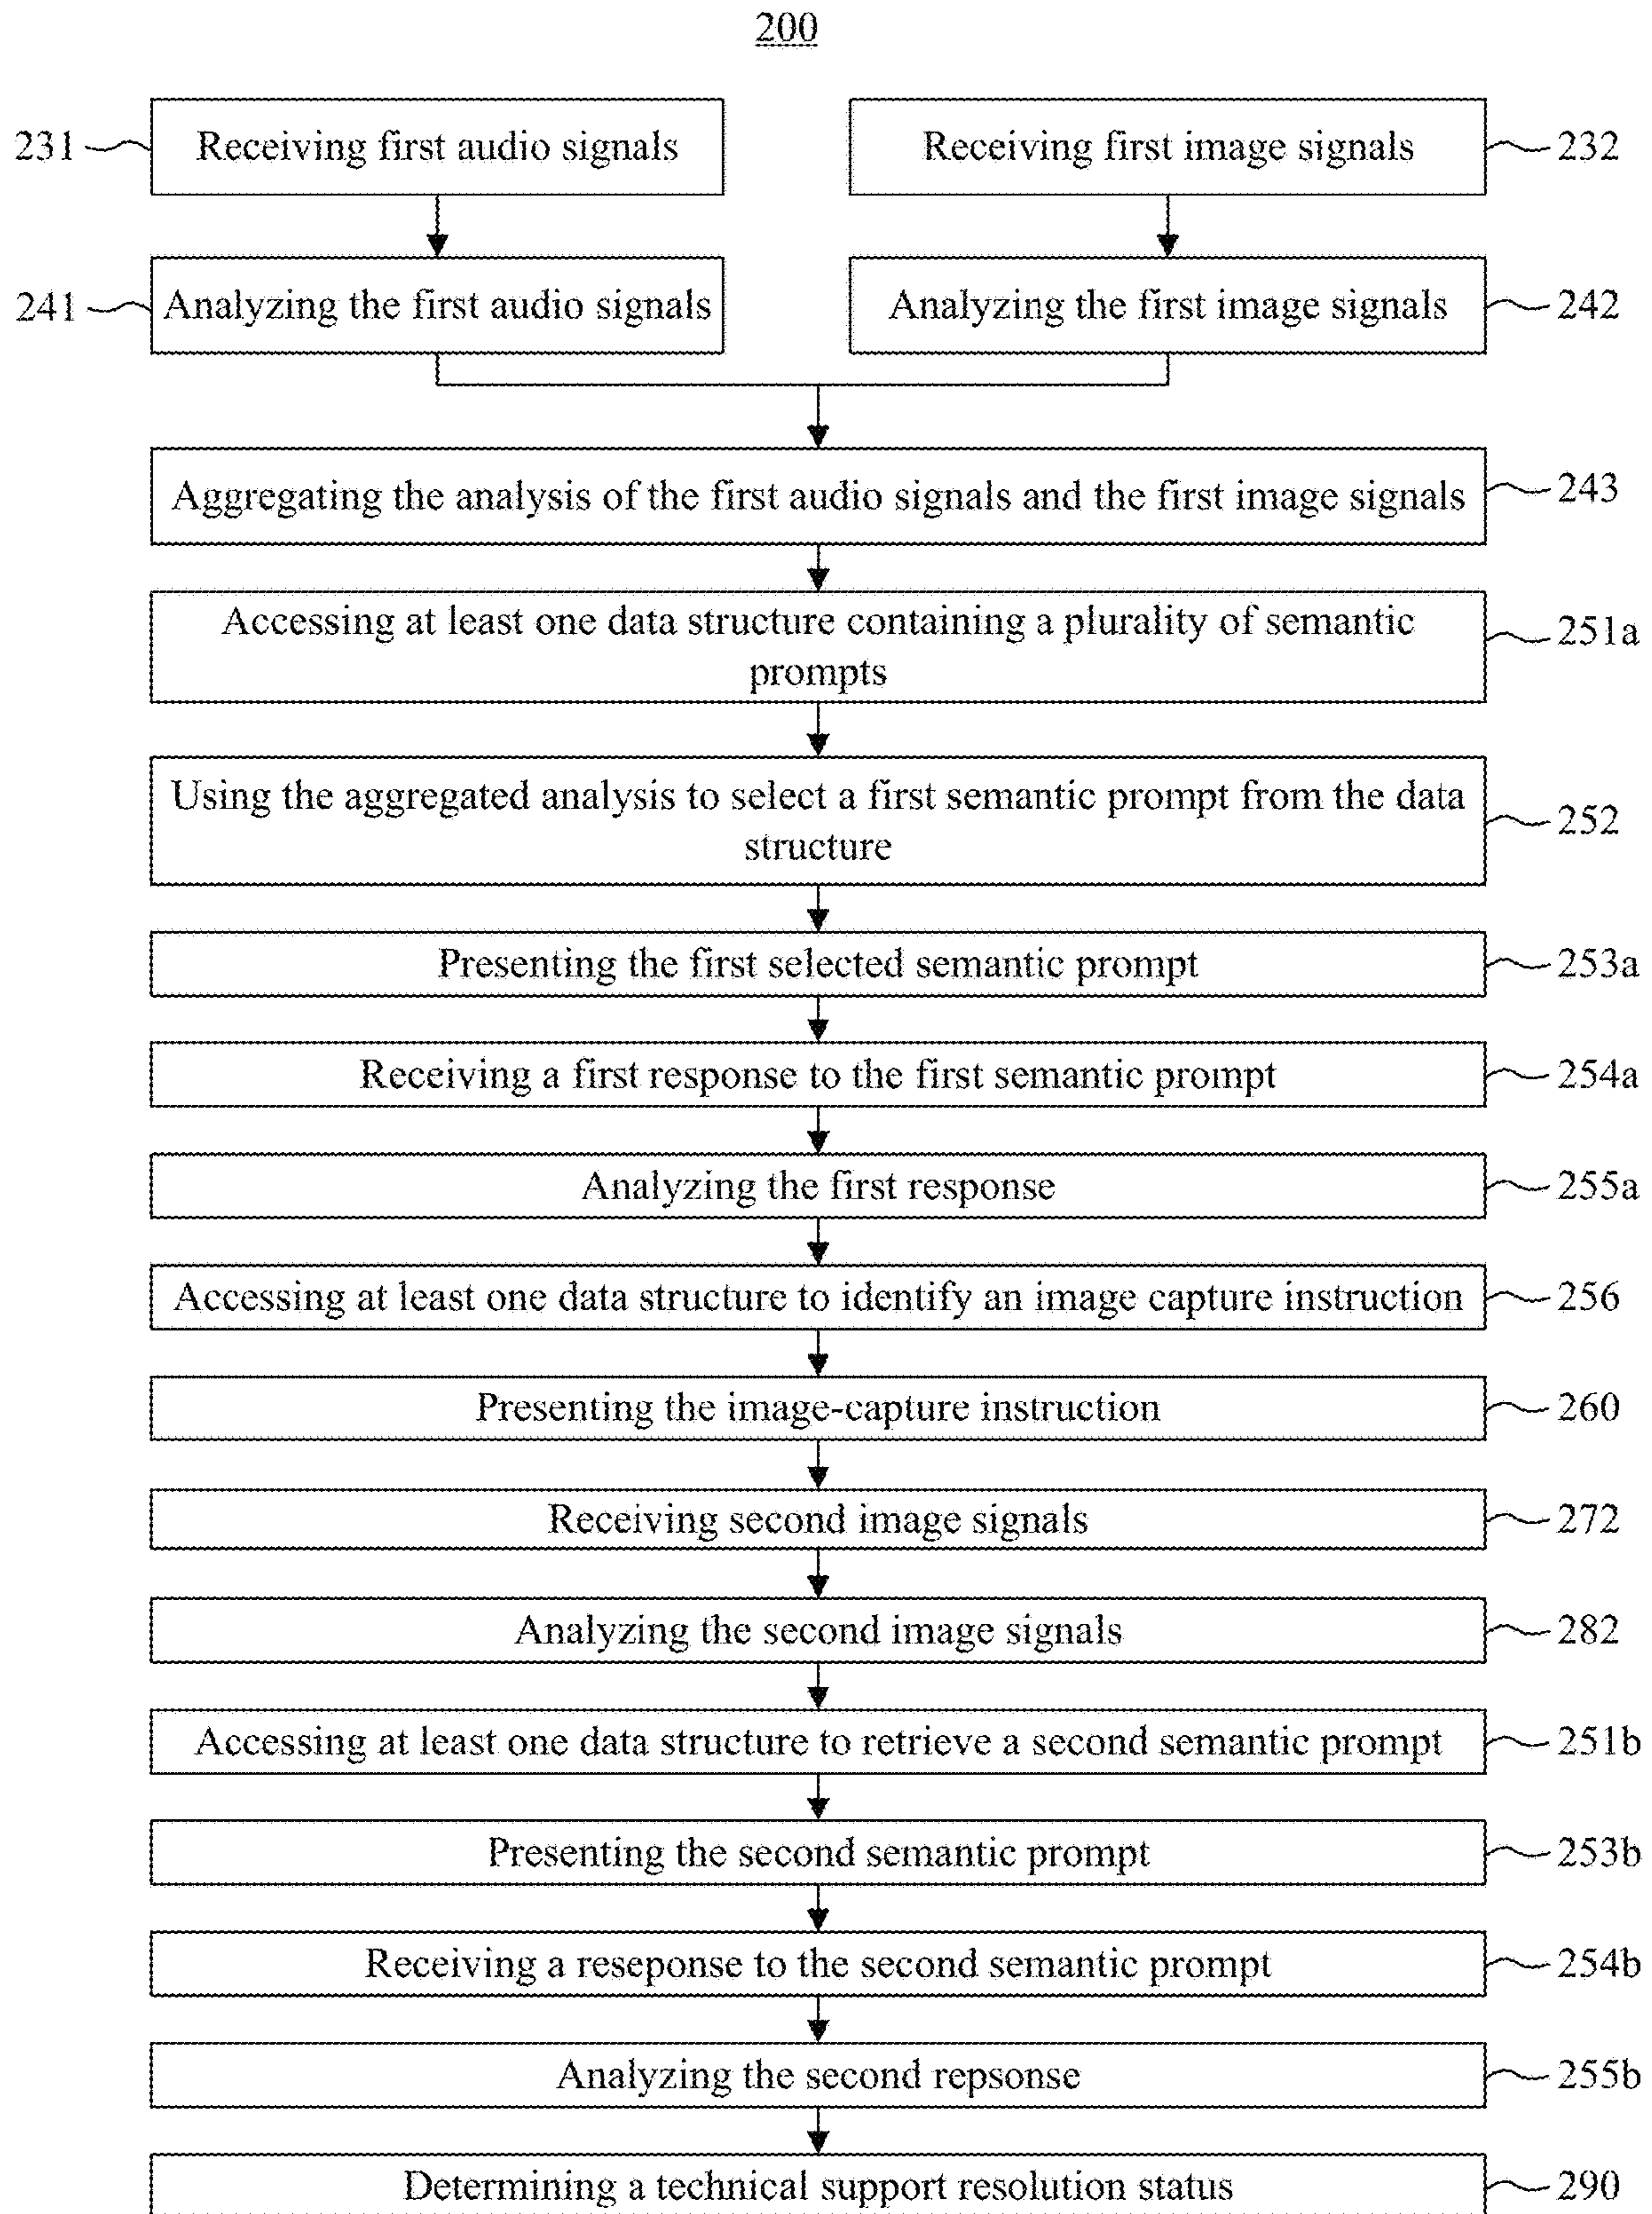 200
231 Receiving first audio signals
Receiving first image signals 232
241 Analyzing the first audio signals
Analyzing the first image signals 242
Aggregating the analysis of the first audio signals and the first image signals 243
Accessing at least one data structure containing a plurality of semantic
prompts 251a
Using the aggregated analysis to select a first semantic prompt from the data
structure 252
Presenting the first selected semantic prompt 253a
Receiving a first response to the first semantic prompt 254a
Analyzing the first response 255a
Accessing at least one data structure to identify an image capture instruction 256
Presenting the image-capture instruction 260
Receiving second image signals 272
Analyzing the second image signals 282
Accessing at least one data structure to retrieve a second semantic prompt 251b
Presenting the second semantic prompt 253b
Receiving a reseponse to the second semantic prompt 254b
Analyzing the second repsonse 255b
Determining a technical support resolution status 290